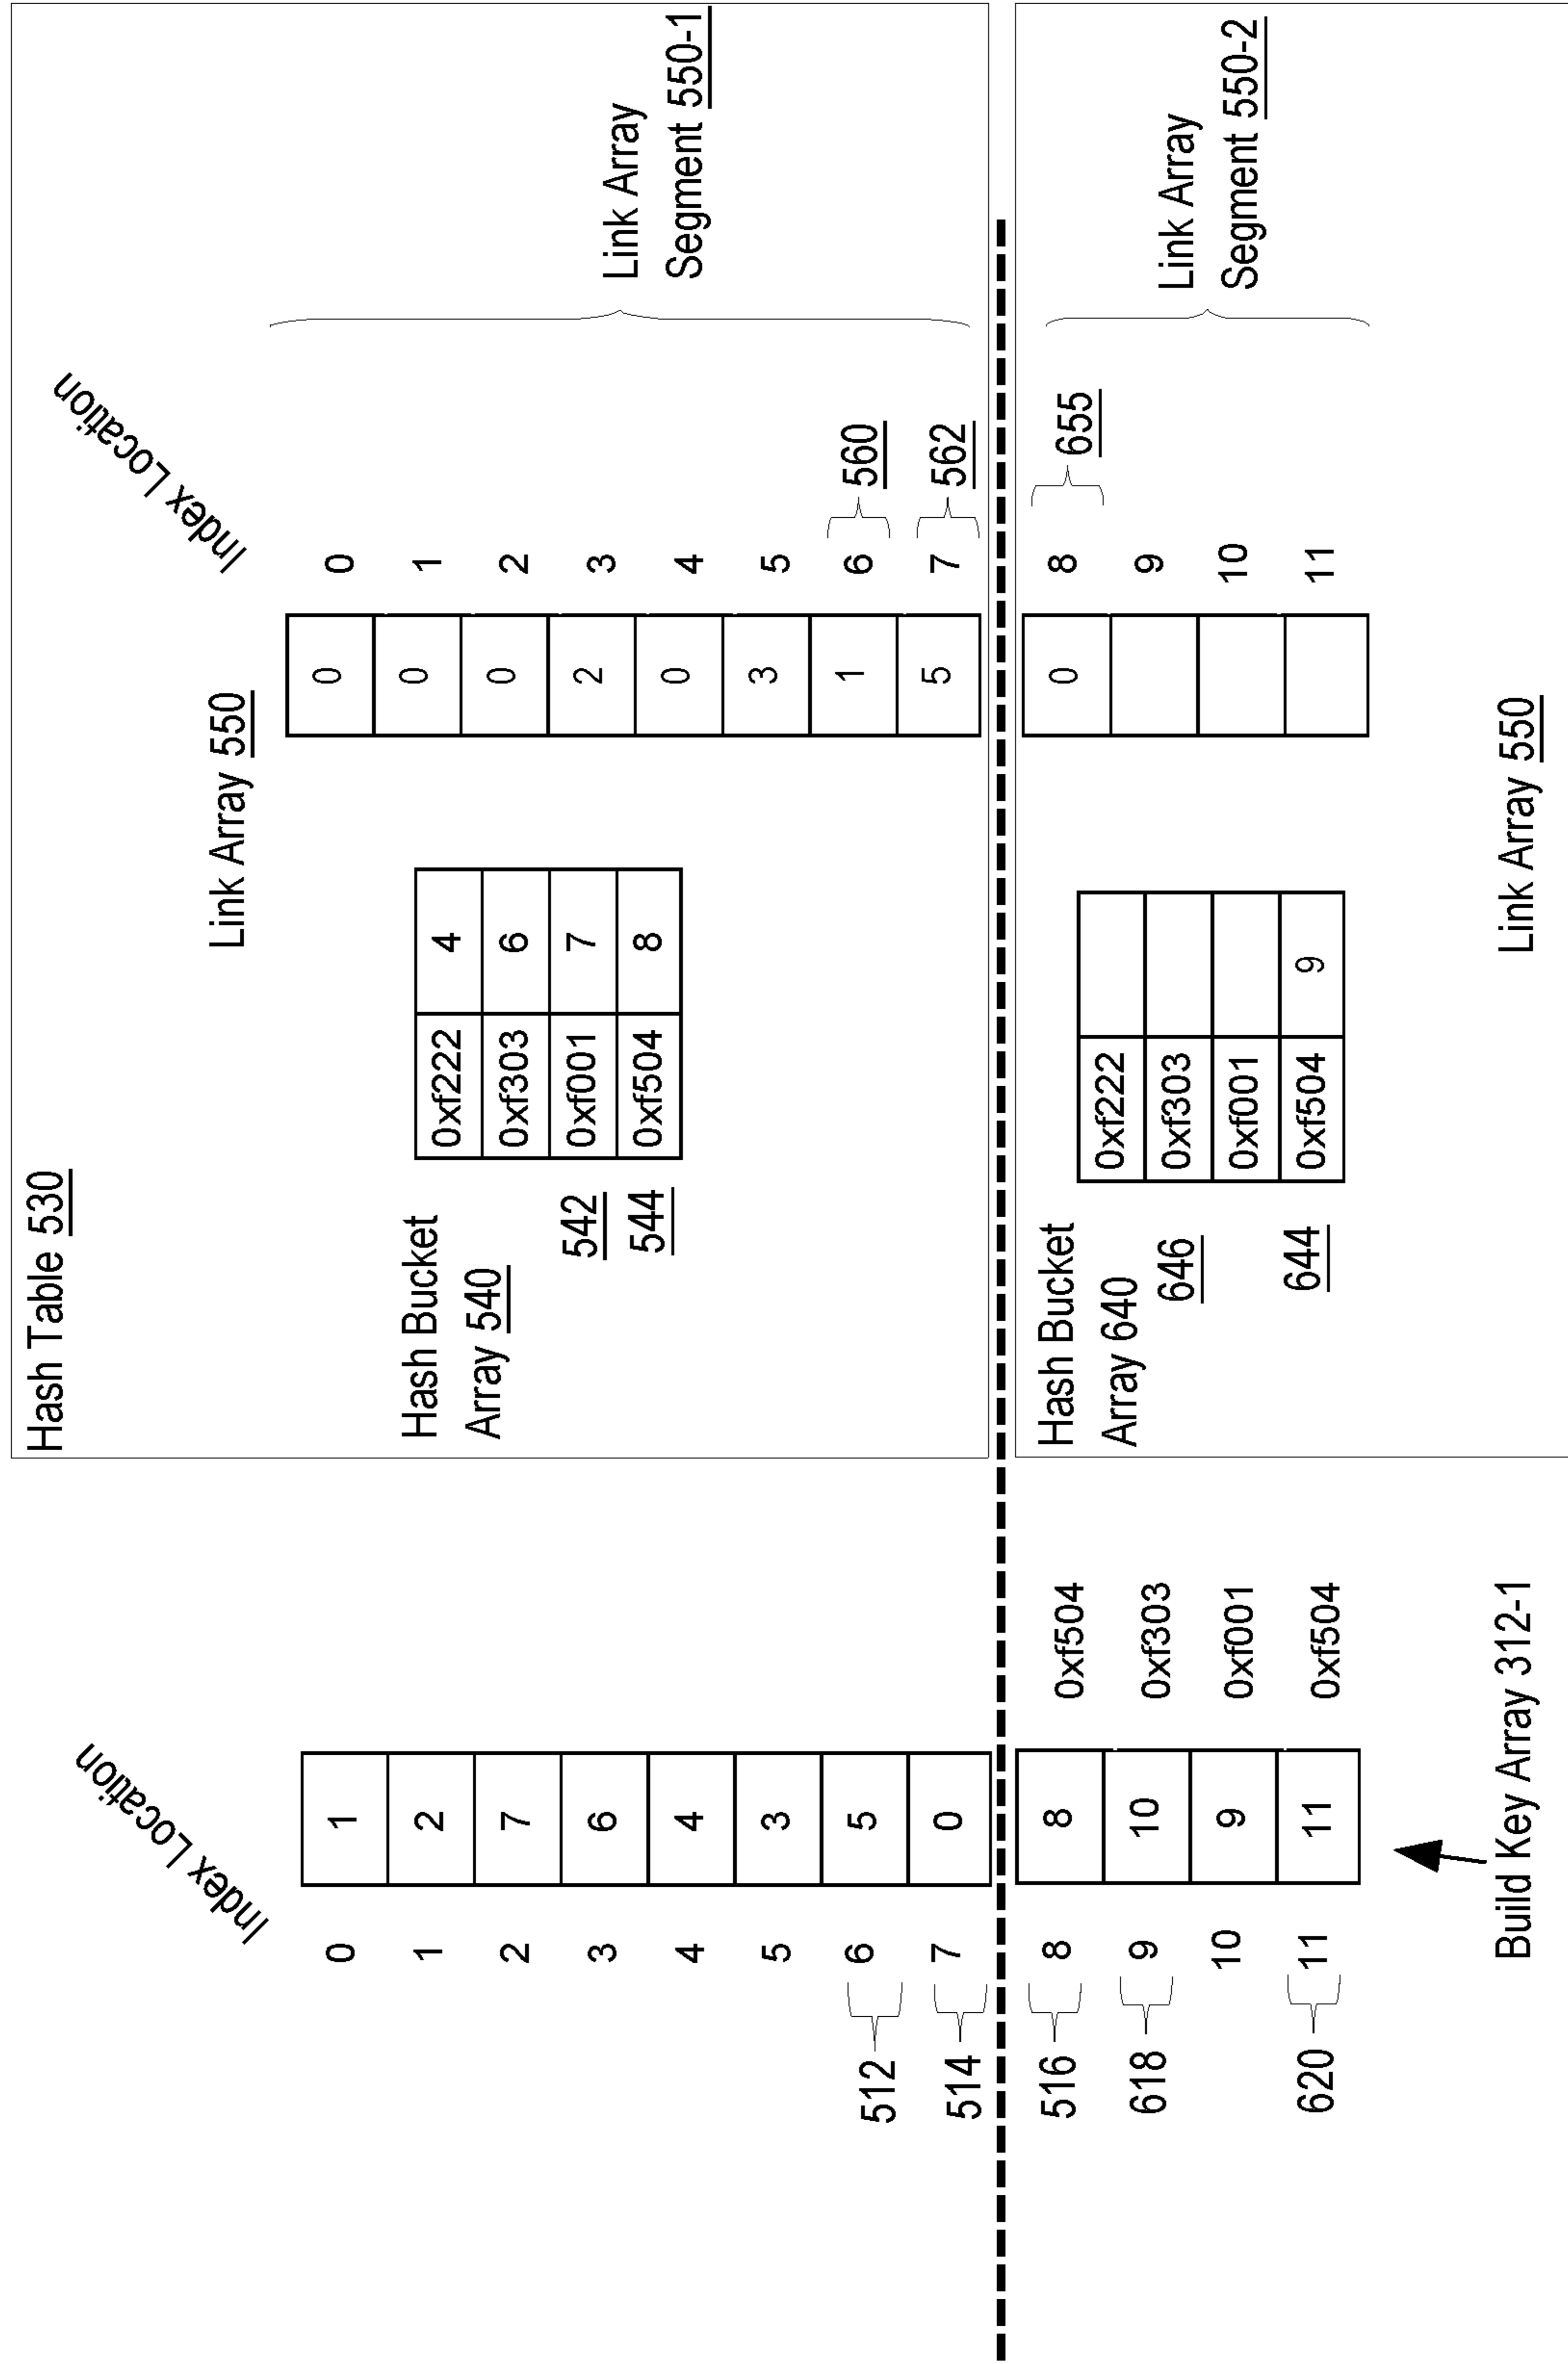 Index Location
0 1
1 2
2 7
3 6
4 4
5 3
512 6 5
514 7 0
516 8 8 0xf504
618 9 10 0xf303
10 9 0xf001
620 11 11 0xf504
Build Key Array 312-1
Hash Table 530
Hash Bucket
Array 540
542
544
0xf222 4
0xf303 6
0xf001 7
0xf504 8
Link Array 550
Index Location
0 0
0 1
0 2
2 3
0 4
3 5
1 6 560
5 7 562
Link Array
Segment 550-1
Hash Bucket
Array 640
646
644
0xf222
0xf303
0xf001
0xf504 9
0 8 655
9
10
11
Link Array
Segment 550-2
Link Array 550